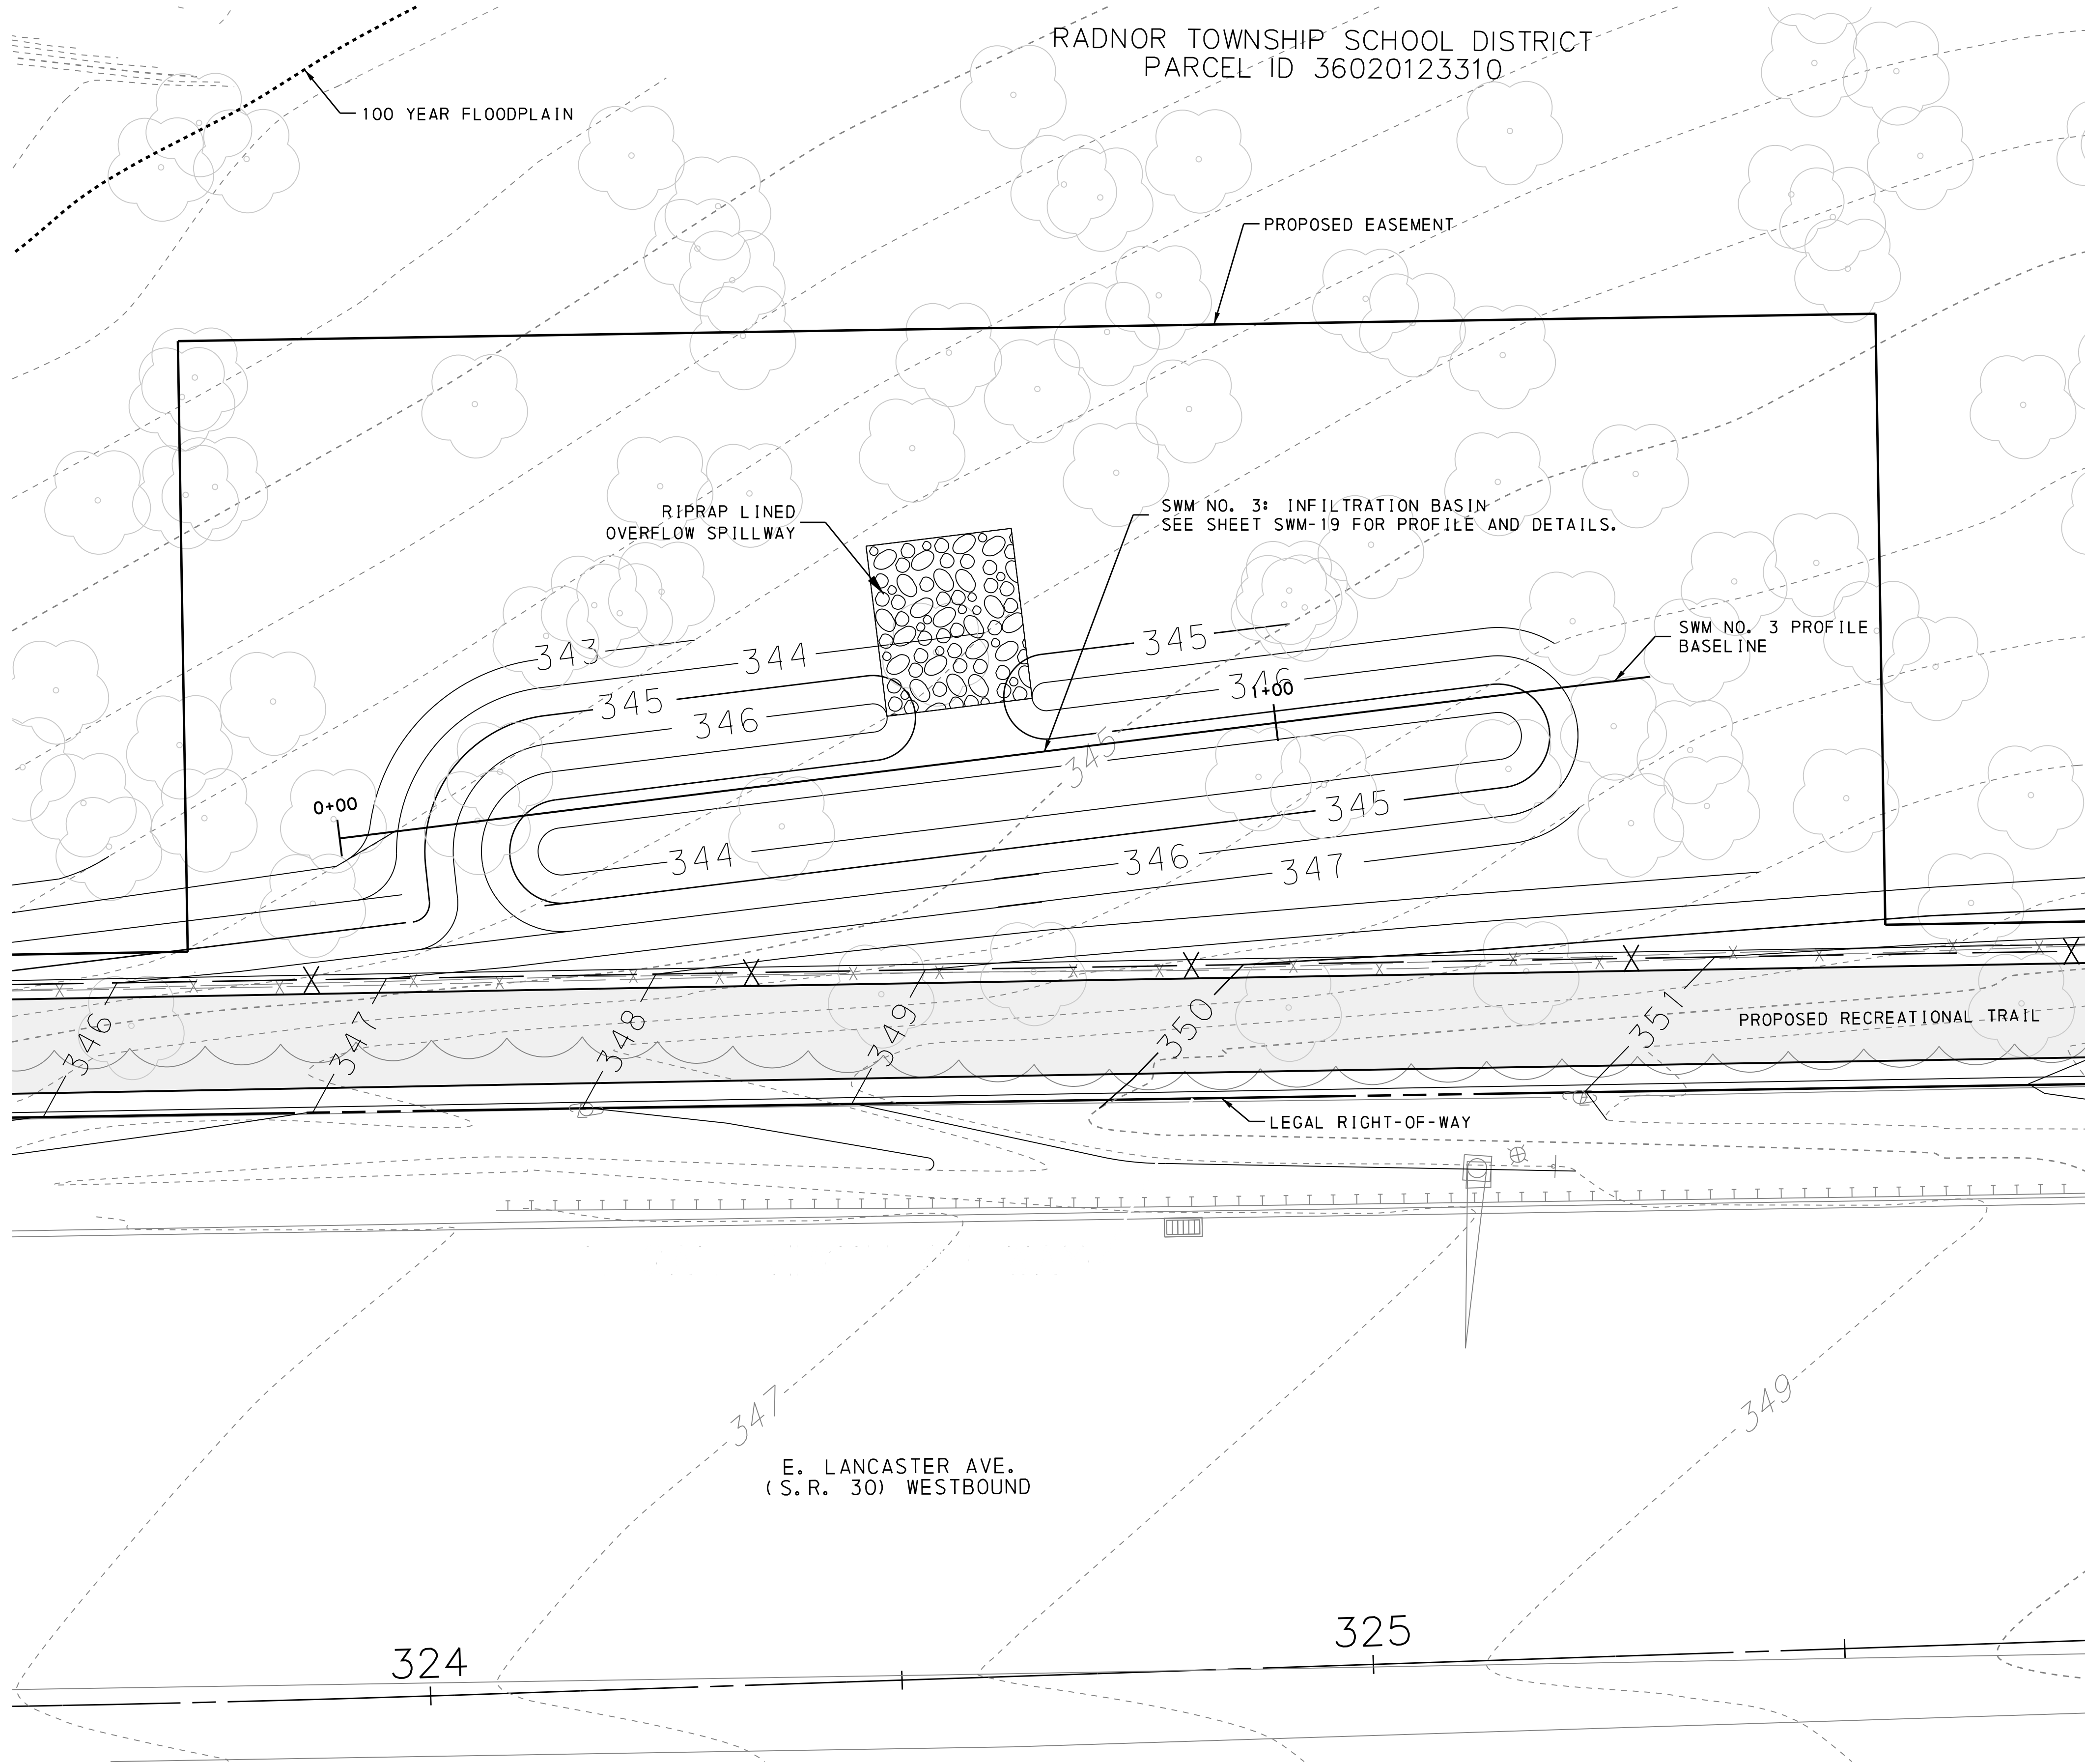 RADNOR TOWNSHIP SCHOOL DISTRICT
PARCEL ID 36020123310
100 YEAR FLOODPLAIN
PROPOSED EASEMENT
RIPRAP LINED
OVERFLOW SPILLWAY
SWM NO. 3: INFILTRATION BASIN
SEE SHEET SWM-19 FOR PROFILE AND DETAILS.
SWM NO. 3 PROFILE
BASELINE
343
344
345
345
346
346
1+00
345
0+00
345
344
346
347
346
347
348
349
350
351
PROPOSED RECREATIONAL TRAIL
LEGAL RIGHT-OF-WAY
347
349
E. LANCASTER AVE.
(S.R. 30) WESTBOUND
324
325